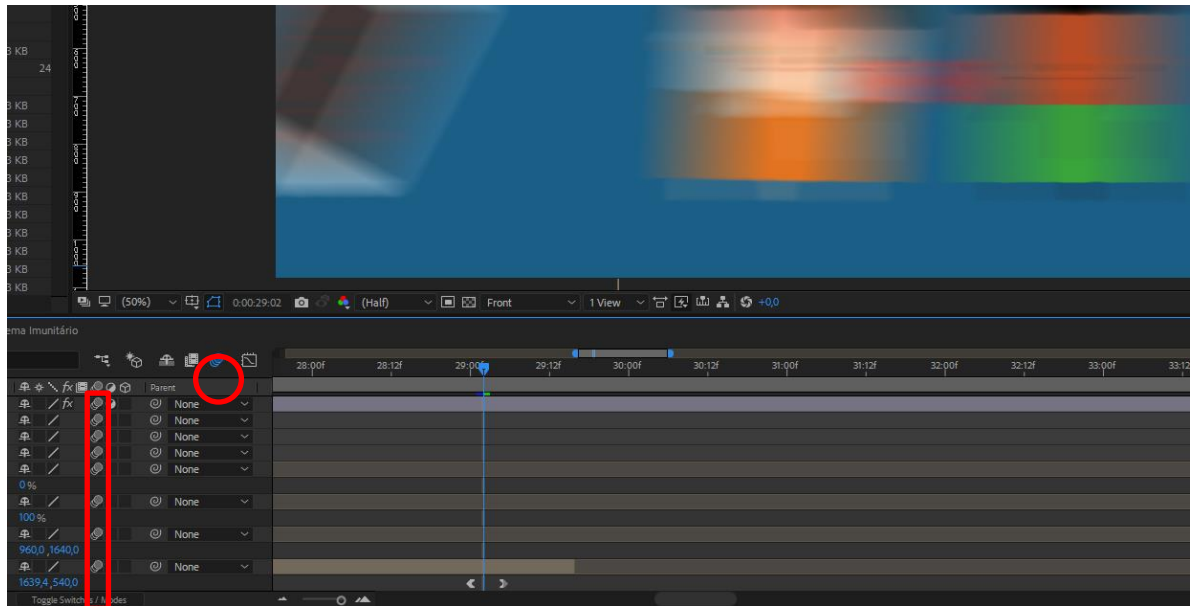 3 KB
24
3 KB
3 KB
3 KB
3 KB
3 KB
3 KB
3 KB
3 KB
3 KB
3 KB
3 KB
(50%) 0:00:29:02 (Half) Front 1 View +0,0
ema Imunitário
28:00f 28:12f 29:00f 29:12f 30:00f 30:12f 31:00f 31:12f 32:00f 32:12f 33:00f 33:12
fx Parent
fx None
None
None
None
None
0 %
None
100 %
None
960,0 ,1640,0
None
1639,4 ,540,0
Toggle Switches / Modes